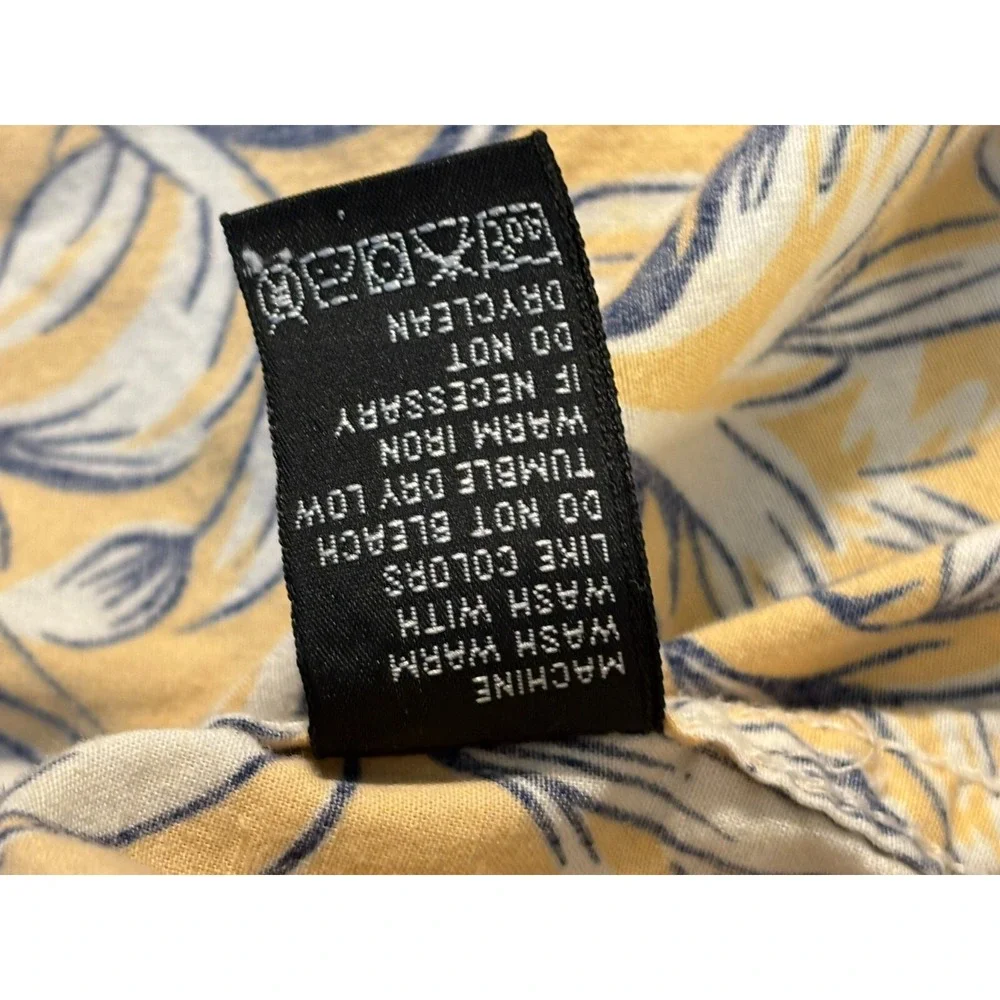 MACHINE
WASH WARM
WASH WITH
LIKE COLORS
DO NOT BLEACH
TUMBLE DRY LOW
WARM IRON
IF NECESSARY
DO NOT
DRYCLEAN